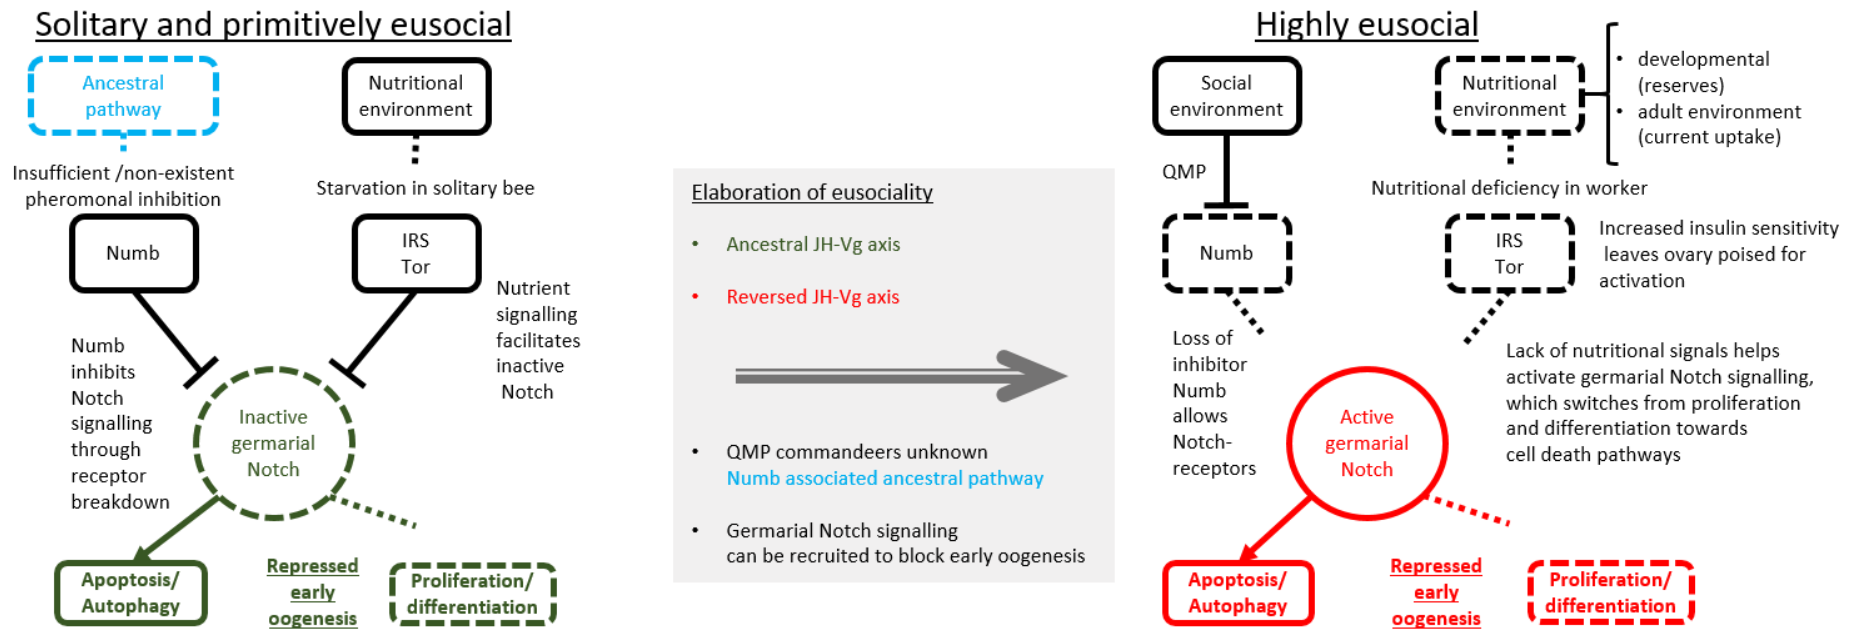 Solitary and primitively eusocial
Ancestral
pathway
Nutritional
environment
Insufficient /non-existent
pheromonal inhibition
Starvation in solitary bee
Numb
IRS
Tor
Nutrient
signalling
facilitates
inactive
Notch
Numb
inhibits
Notch
signalling
through
receptor
breakdown
Inactive
germarial
Notch
Apoptosis/
Autophagy
Repressed
early
oogenesis
Proliferation/
differentiation
Elaboration of eusociality
• Ancestral JH-Vg axis
• Reversed JH-Vg axis
• QMP commandeers unknown
Numb associated ancestral pathway
• Germarial Notch signalling
can be recruited to block early oogenesis
Highly eusocial
Social
environment
Nutritional
environment
• developmental
(reserves)
• adult environment
(current uptake)
QMP
Nutritional deficiency in worker
Numb
IRS
Tor
Increased insulin sensitivity
leaves ovary poised for
activation
Loss of
inhibitor
Numb
allows
Notch-
receptors
Lack of nutritional signals helps
activate germarial Notch signalling,
which switches from proliferation
and differentiation towards
cell death pathways
Active
germarial
Notch
Apoptosis/
Autophagy
Repressed
early
oogenesis
Proliferation/
differentiation